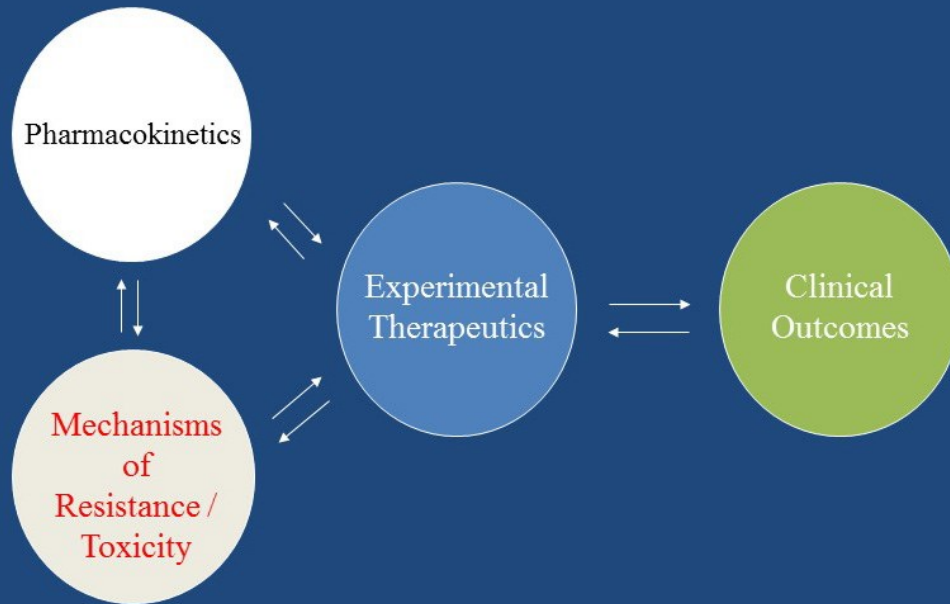 Pharmacokinetics
Mechanisms
of
Resistance /
Toxicity
Experimental
Therapeutics
Clinical
Outcomes